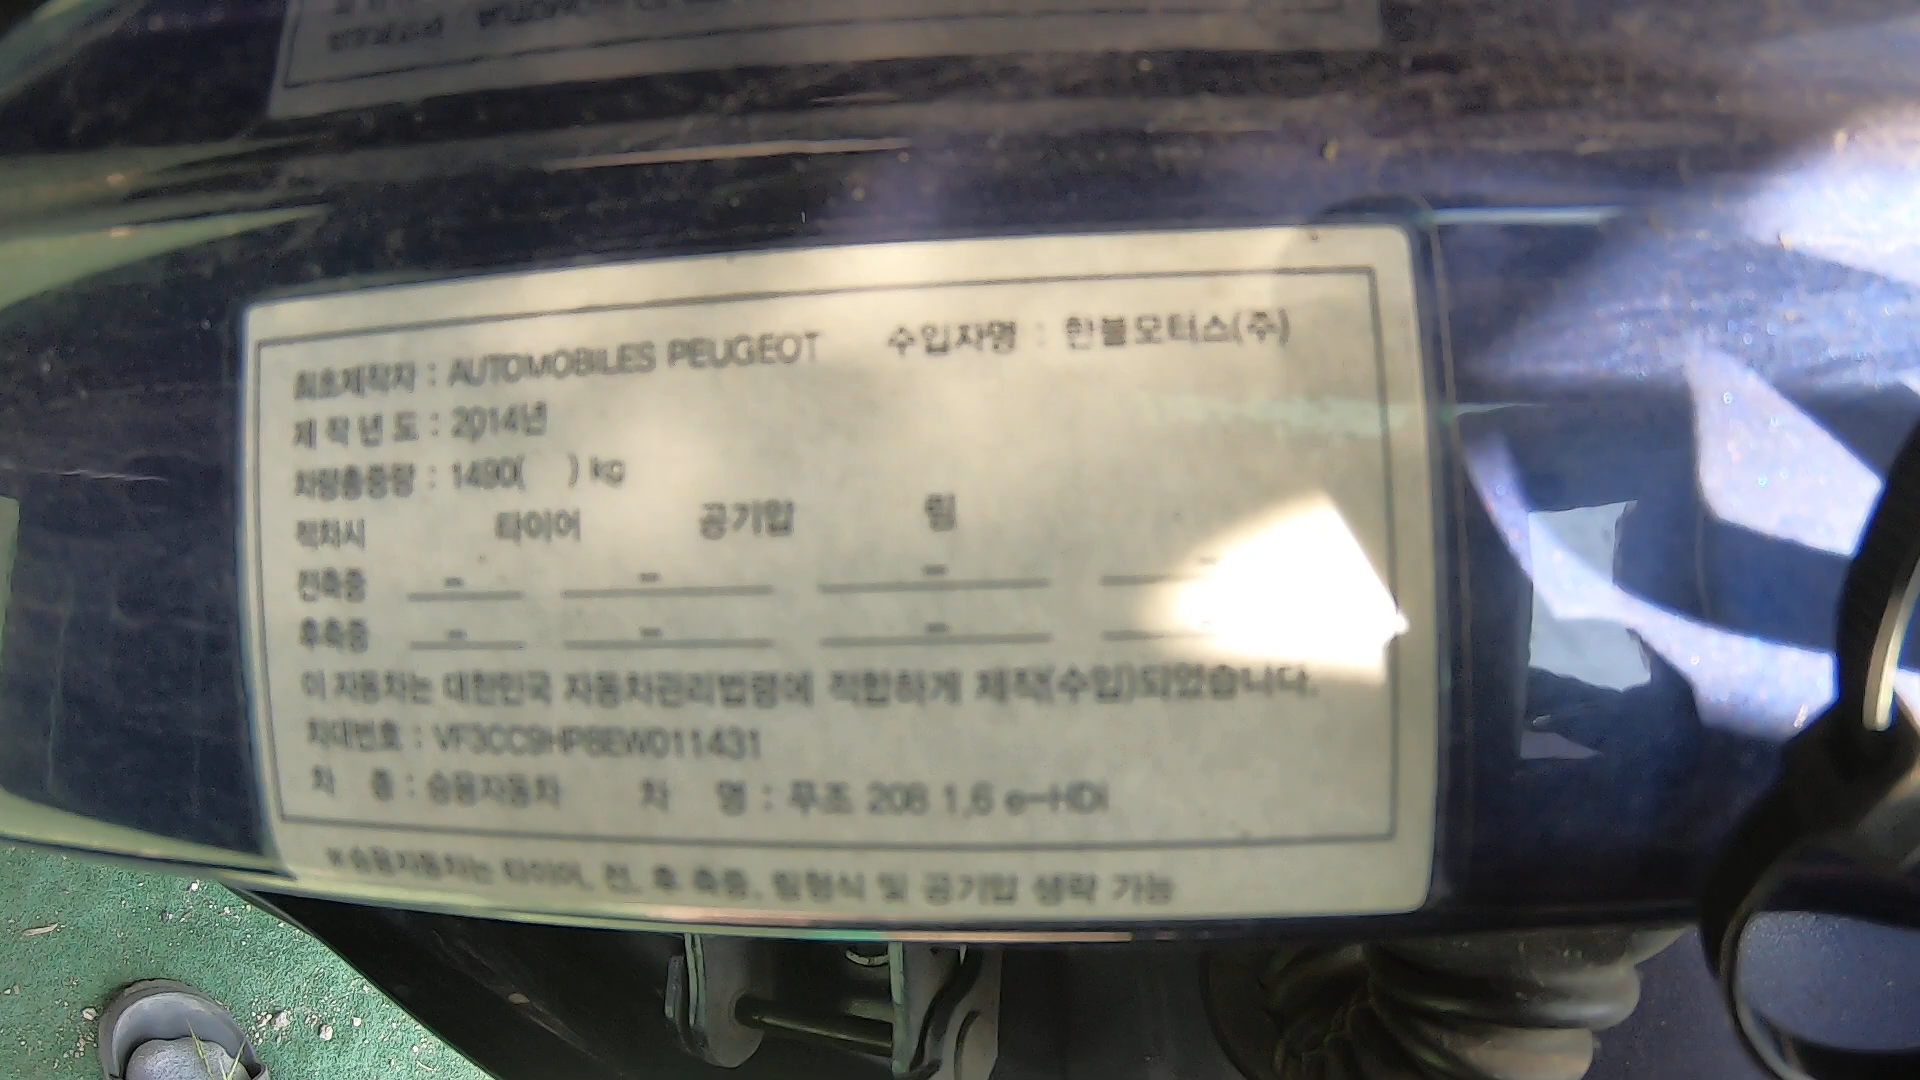 최초제작자 : AUTOMOBILES PEUGEOT 수입자명 : 한불모터스(주)
제 작 년 도 : 2014년
차량총중량 : 1490( ) kg
적차시 타이어 공기압 림
전축중 - - - -
후축중 - - - -
이 자동차는 대한민국 자동차관리법령에 적합하게 제작(수입)되었습니다.
차대번호 : VF3CC9HP8EW011431
차 종 : 승용자동차 차 명 : 푸조 208 1.6 e-HDi
※승용자동차는 타이어, 전, 후 축중, 림형식 및 공기압 생략 가능